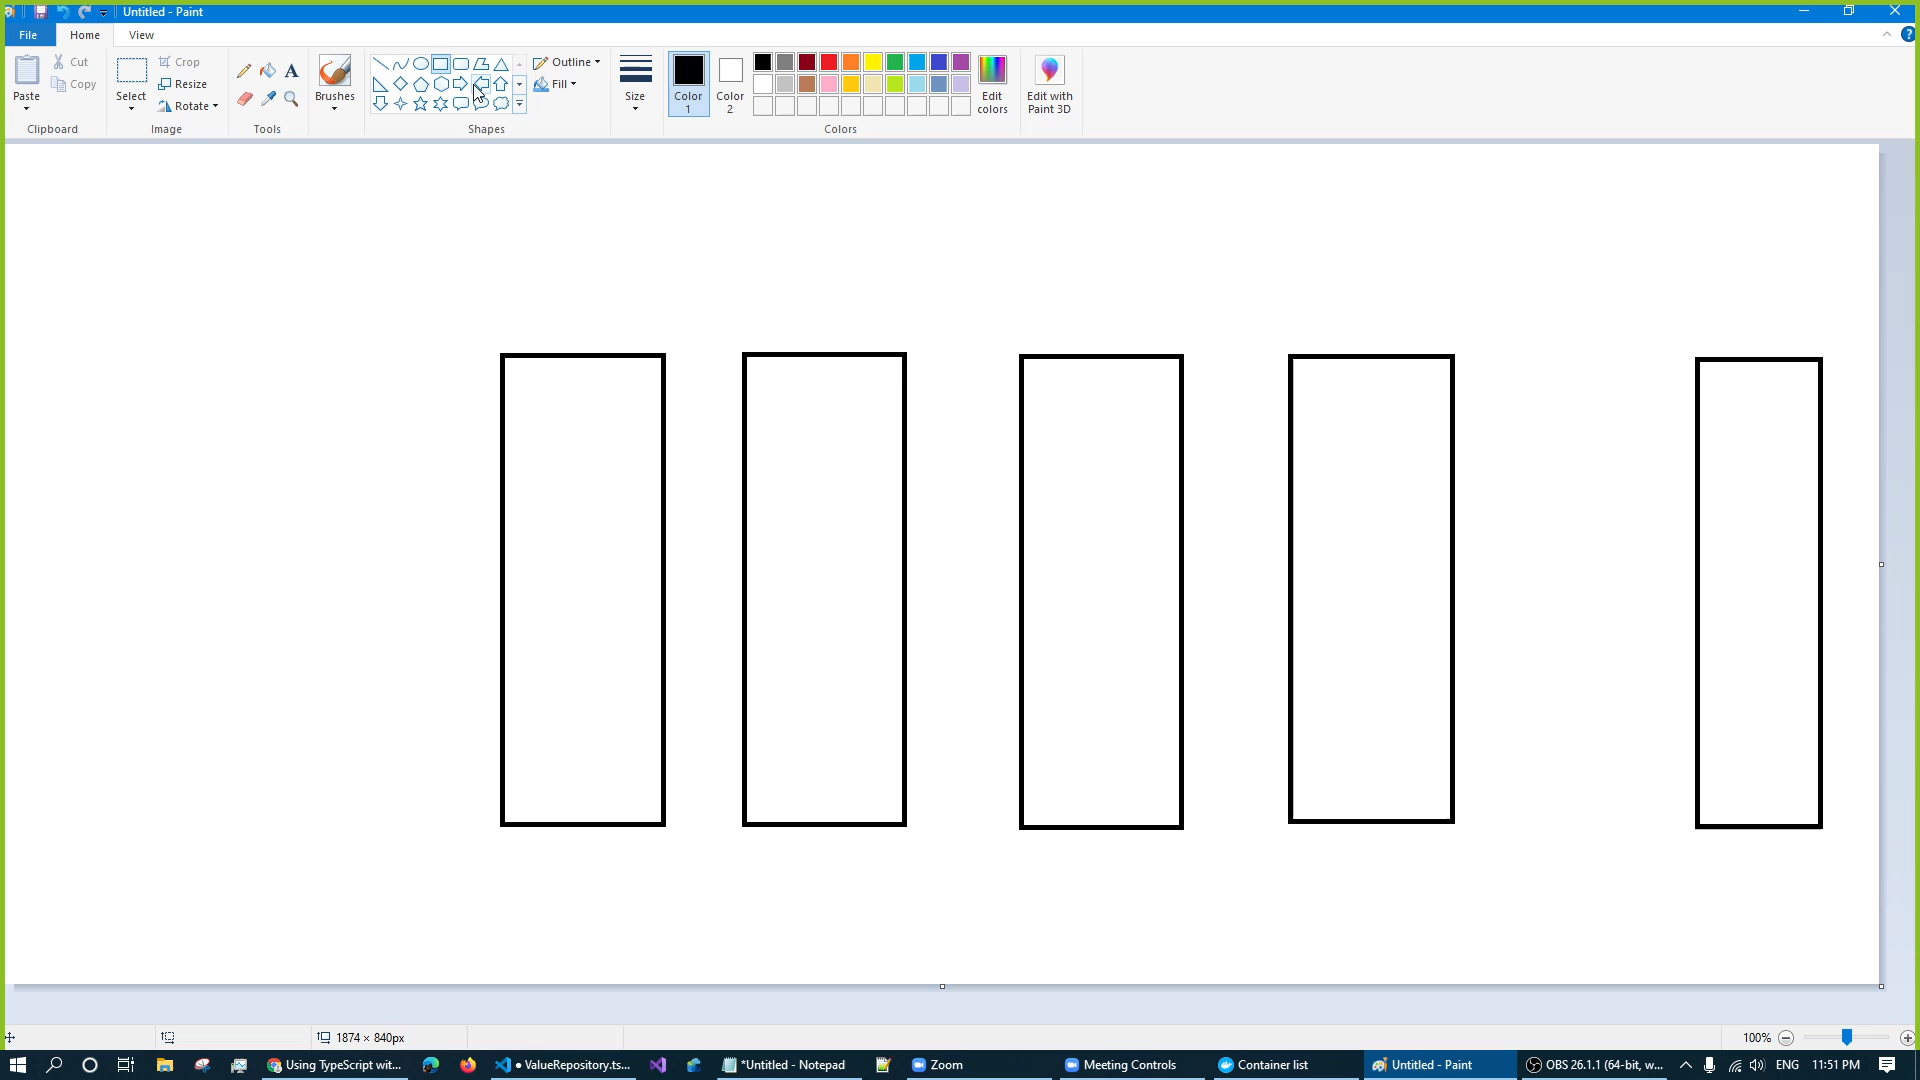 Untitled - Paint
File Home View
Paste
Cut
Copy
Clipboard
Select
Crop
Resize
Rotate
Image
A
Tools
Brushes
Shapes
Outline
Fill
Size
Color 1
Color 2
Colors
Edit colors
Edit with Paint 3D
?
1874 × 840px
100%
Using TypeScript wit...
● ValueRepository.ts...
*Untitled - Notepad
Zoom
Meeting Controls
Container list
Untitled - Paint
OBS 26.1.1 (64-bit, w...
ENG
11:51 PM